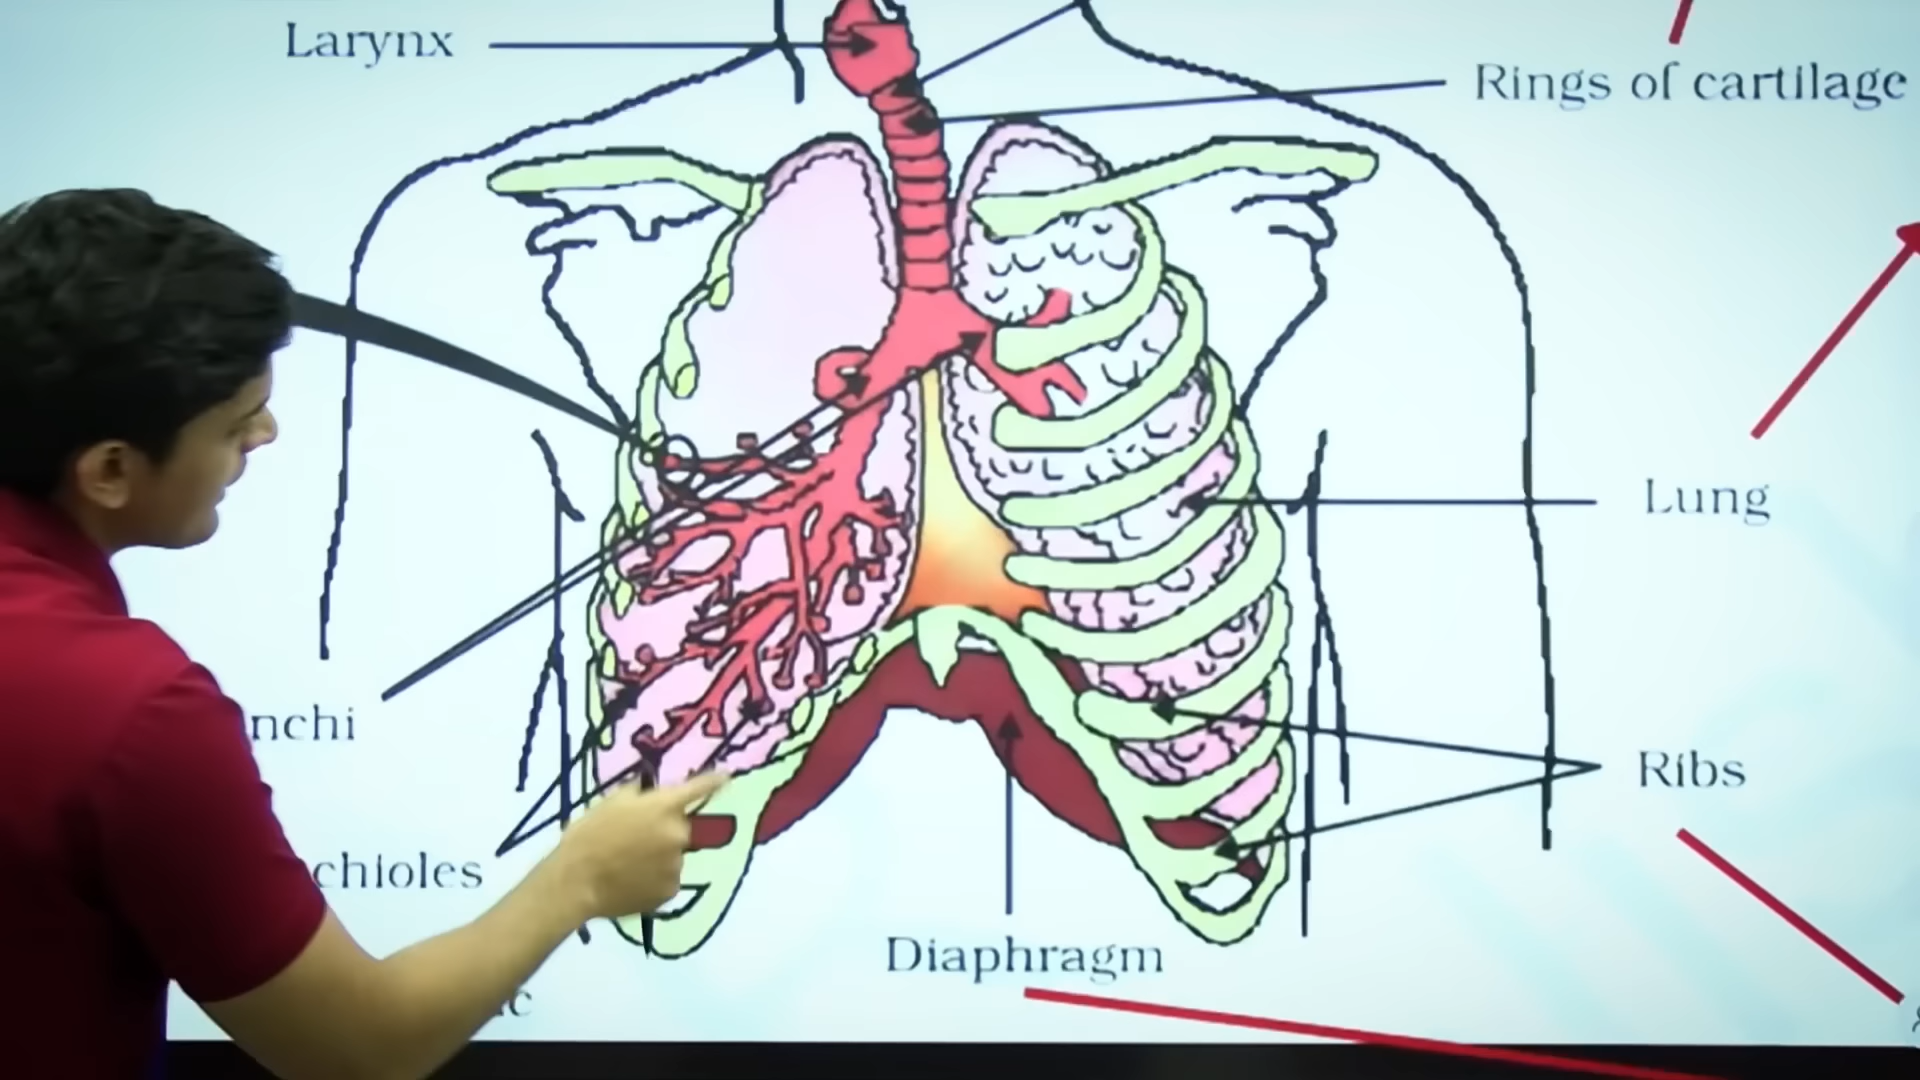 Larynx
Rings of cartilage
Lung
nchi
Ribs
chioles
Diaphragm
c